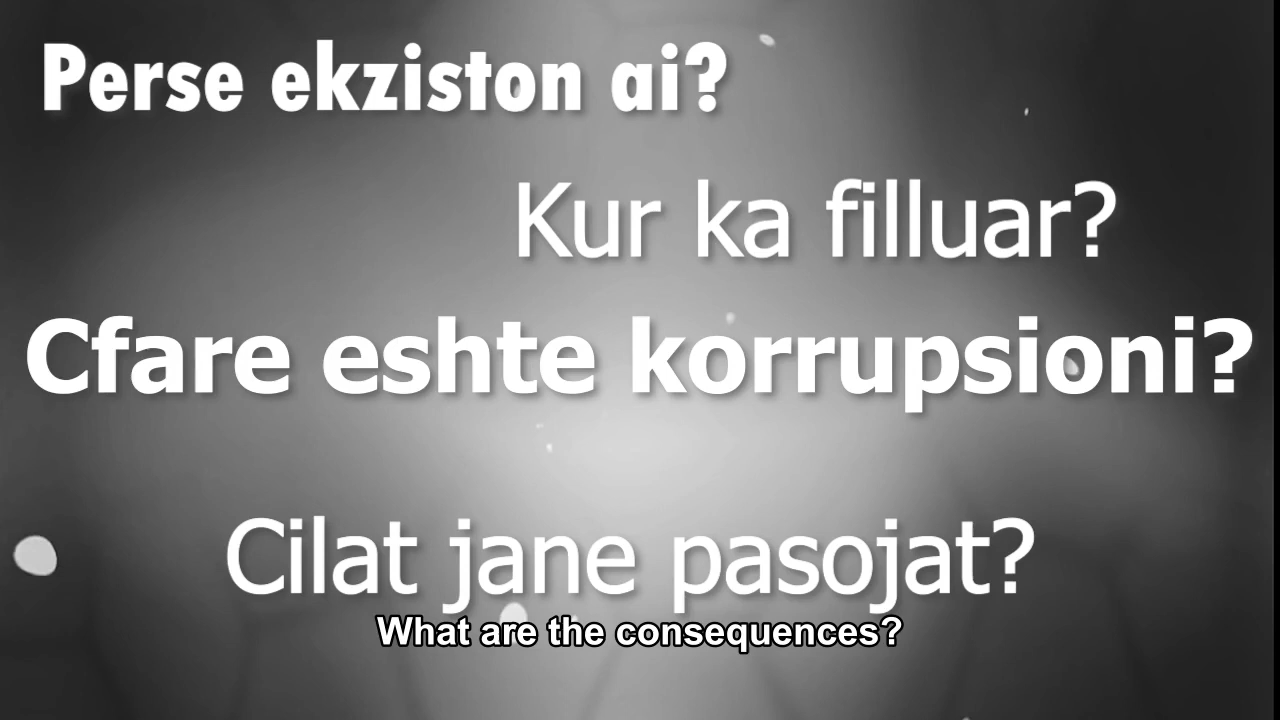 Perse ekziston ai?
Kur ka filluar?
Cfare eshte korrupsioni?
Cilat jane pasojat?
What are the consequences?